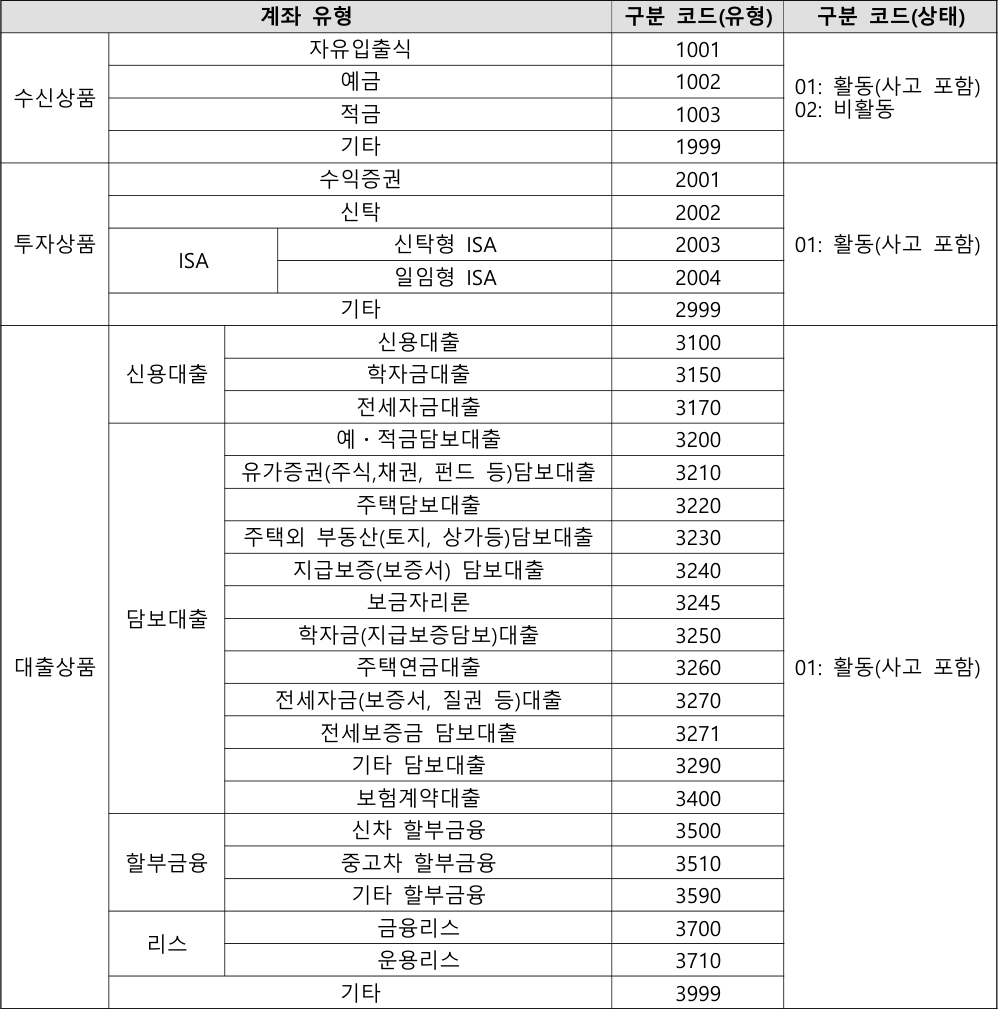 계좌 유형 구분 코드(유형) 구분 코드(상태)
수신상품
자유입출식 1001
예금 1002
적금 1003
기타 1999
01: 활동(사고 포함)
02: 비활동
투자상품
수익증권 2001
신탁 2002
ISA
신탁형 ISA 2003
일임형 ISA 2004
기타 2999
01: 활동(사고 포함)
대출상품
신용대출
신용대출 3100
학자금대출 3150
전세자금대출 3170
담보대출
예·적금담보대출 3200
유가증권(주식,채권, 펀드 등)담보대출 3210
주택담보대출 3220
주택외 부동산(토지, 상가등)담보대출 3230
지급보증(보증서) 담보대출 3240
보금자리론 3245
학자금(지급보증담보)대출 3250
주택연금대출 3260
전세자금(보증서, 질권 등)대출 3270
전세보증금 담보대출 3271
기타 담보대출 3290
보험계약대출 3400
할부금융
신차 할부금융 3500
중고차 할부금융 3510
기타 할부금융 3590
리스
금융리스 3700
운용리스 3710
기타 3999
01: 활동(사고 포함)